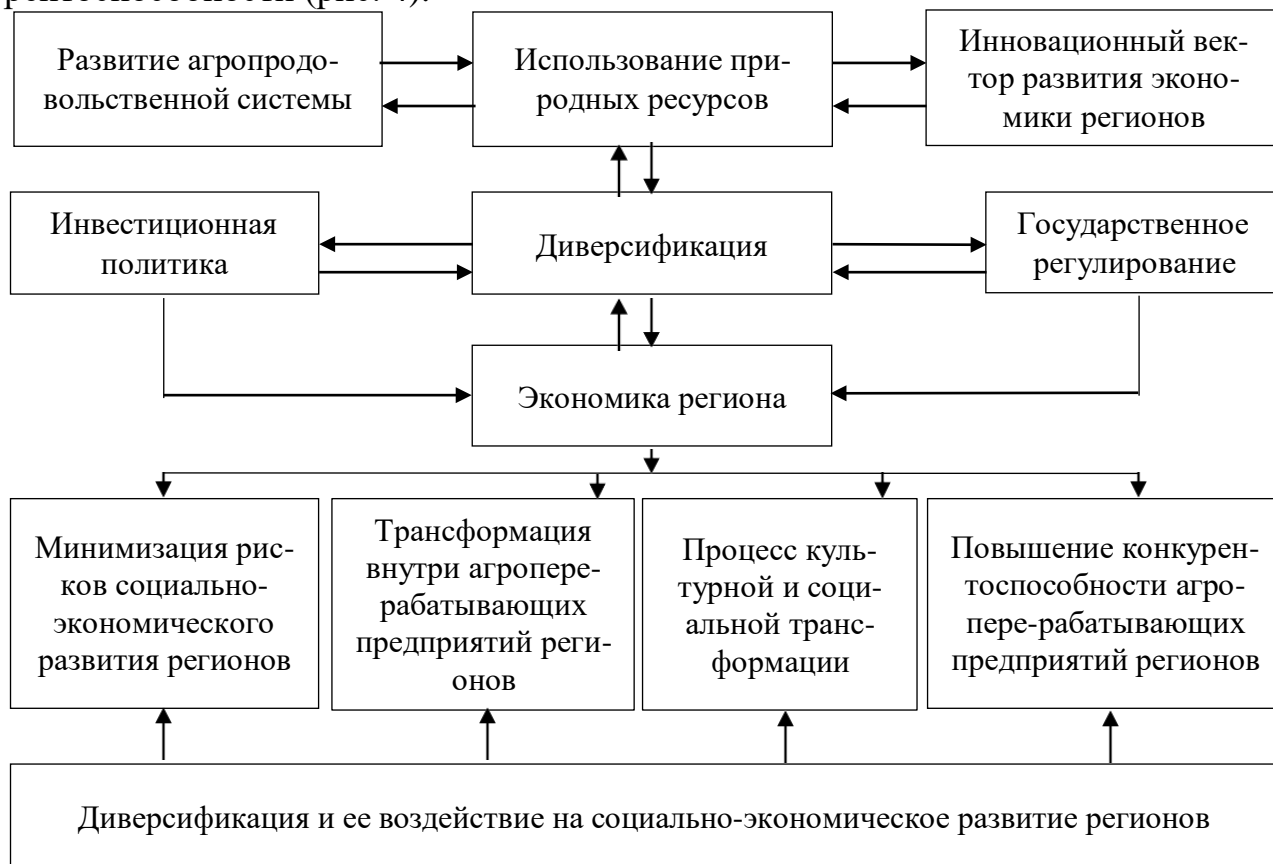 Развитие агропродо-
вольственной системы
Использование при-
родных ресурсов
Инновационный век-
тор развития эконо-
мики регионов
Инвестиционная
политика
Диверсификация
Государственное
регулирование
Экономика региона
Минимизация рис-
ков социально-
экономического
развития регионов
Трансформация
внутри агропере-
рабатывающих
предприятий реги-
онов
Процесс куль-
турной и соци-
альной транс-
формации
Повышение конкурен-
тоспособности агро-
пере-рабатывающих
предприятий регионов
Диверсификация и ее воздействие на социально-экономическое развитие регионов